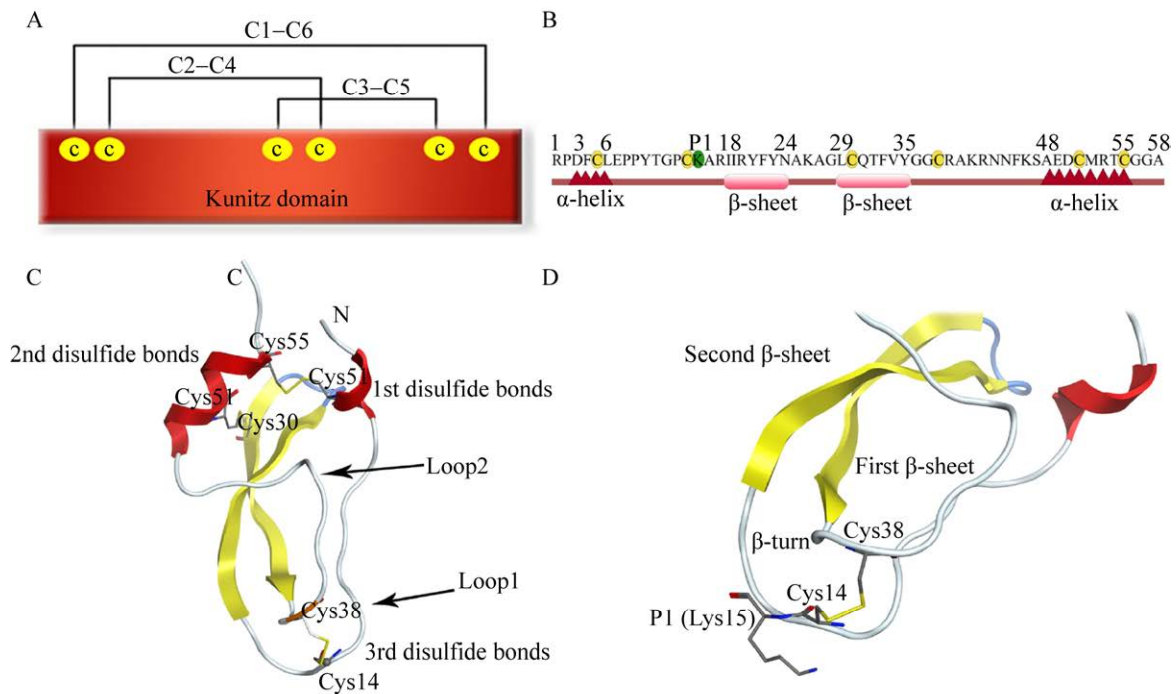 A
C1–C6
C2–C4
C3–C5
c c c c c c
Kunitz domain
B
1 3 6 P1 18 24 29 35 48 55 58
RPDFCLEPPYTGPCKARIIRYFYNAKAGLCQTFVYGGCRAKRNNFKSAEDCMRTCGGA
α-helix β-sheet β-sheet α-helix
C
C
N
Cys55
2nd disulfide bonds
Cys5
1st disulfide bonds
Cys51
Cys30
Loop2
Loop1
Cys38
3rd disulfide bonds
Cys14
D
Second β-sheet
First β-sheet
Cys38
β-turn
Cys14
P1 (Lys15)